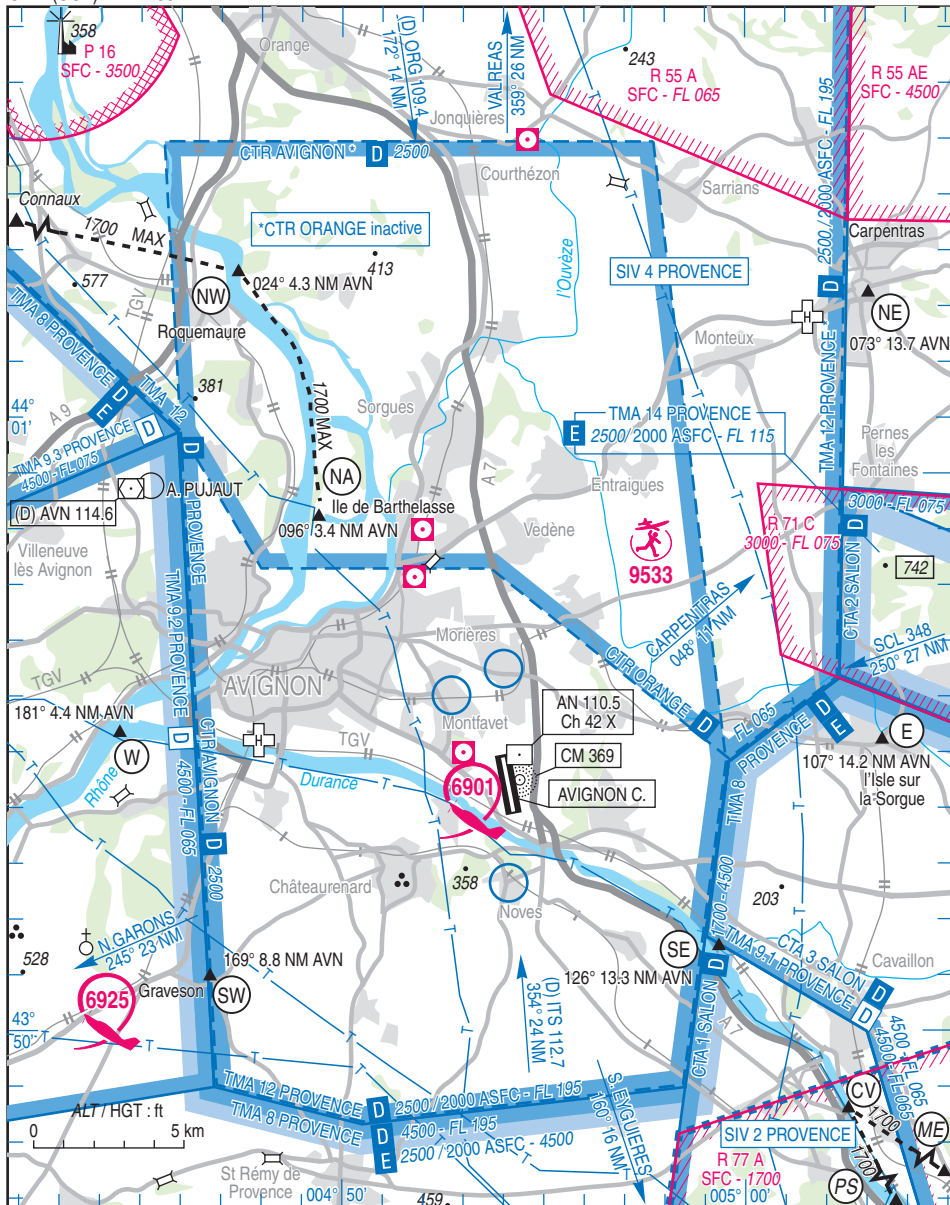 358
P 16
SFC - 3500
Orange
(D) ORG 109.4
172° 14 NM
VALREAS
359° 26 NM
243
R 55 A
SFC - FL 065
R 55 AE
SFC - 4500
Jonquières
CTR AVIGNON * D 2500
Courthézon
Sarrians
2500/2000 ASFC - FL 195
Connaux
1700 MAX
*CTR ORANGE inactive
413
l'Ouvèze
SIV 4 PROVENCE
Carpentras
577
TGV
NW
024° 4.3 NM AVN
Roquemaure
D
NE
073° 13.7 AVN
H
Monteux
TMA 8 PROVENCE
D
E
TMA 12
PROVENCE
381
1700 MAX
Sorgues
44°
01'
A 9
TMA 9.3 PROVENCE D
4500 - FL 075
D
TMA 14 PROVENCE
E 2500/2000 ASFC - FL 115
TMA 12 PROVENCE *
Pernes
les
Fontaines
A7
NA
Ile de Barthelasse
096° 3.4 NM AVN
A. PUJAUT
(D) AVN 114.6
Entraigues
Vedène
3000 - FL 075
R 71 C
3000 - FL 075
D
CTA 2 SALON
742
Villeneuve
lès Avignon
9533
TMA 9.2 PROVENCE D 4500 - FL 065
Morières
CARPENTRAS
048° 11 NM
SCL 348
250° 27 NM
TGV
AVIGNON
CTR ORANGE D
FL 065
D
E
Montfavet
AN 110.5
Ch 42 X
181° 4.4 NM AVN
W
H
TGV
CM 369
E
107° 14.2 NM AVN
l'Isle sur
la Sorgue
Rhône
Durance
6901
AVIGNON C.
TMA 8 PROVENCE
CTR AVIGNON D 2500
Châteaurenard
358
203
Noves
1700 - 4500
528
N.GARONS
245° 23 NM
169° 8.8 NM AVN
Graveson
SW
SE
126° 13.3 NM AVN
D
TMA 9.1 PROVENCE D
CTA 3 SALON D
Cavaillon
6925
(D) ITS 112.7
354° 24 NM
CTA 1 SALON
43°
50'
A 7
4500 - FL 065
4500 - FL 065
TMA 12 PROVENCE D 2500/2000 ASFC - FL 195
TMA 8 PROVENCE D 4500 - FL 195
E 2500/2000 ASFC - 4500
ALT / HGT : ft
0 5 km
S.EYGUIERES
160° 16 NM
CV
1700
ME
SIV 2 PROVENCE
R 77 A
SFC - 1700
1700
PS
St Rémy de
Provence
004° 50'
459
005° 00'